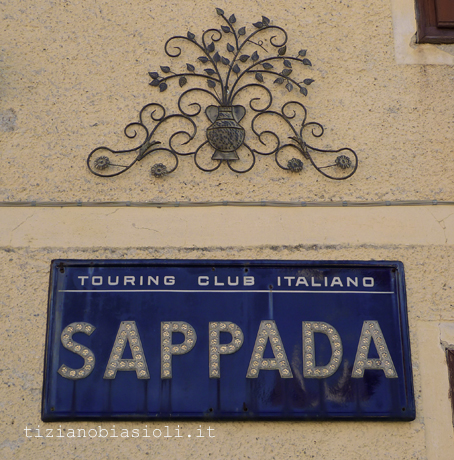 TOURING CLUB ITALIANO
SAPPADA
tizianobiasioli.it